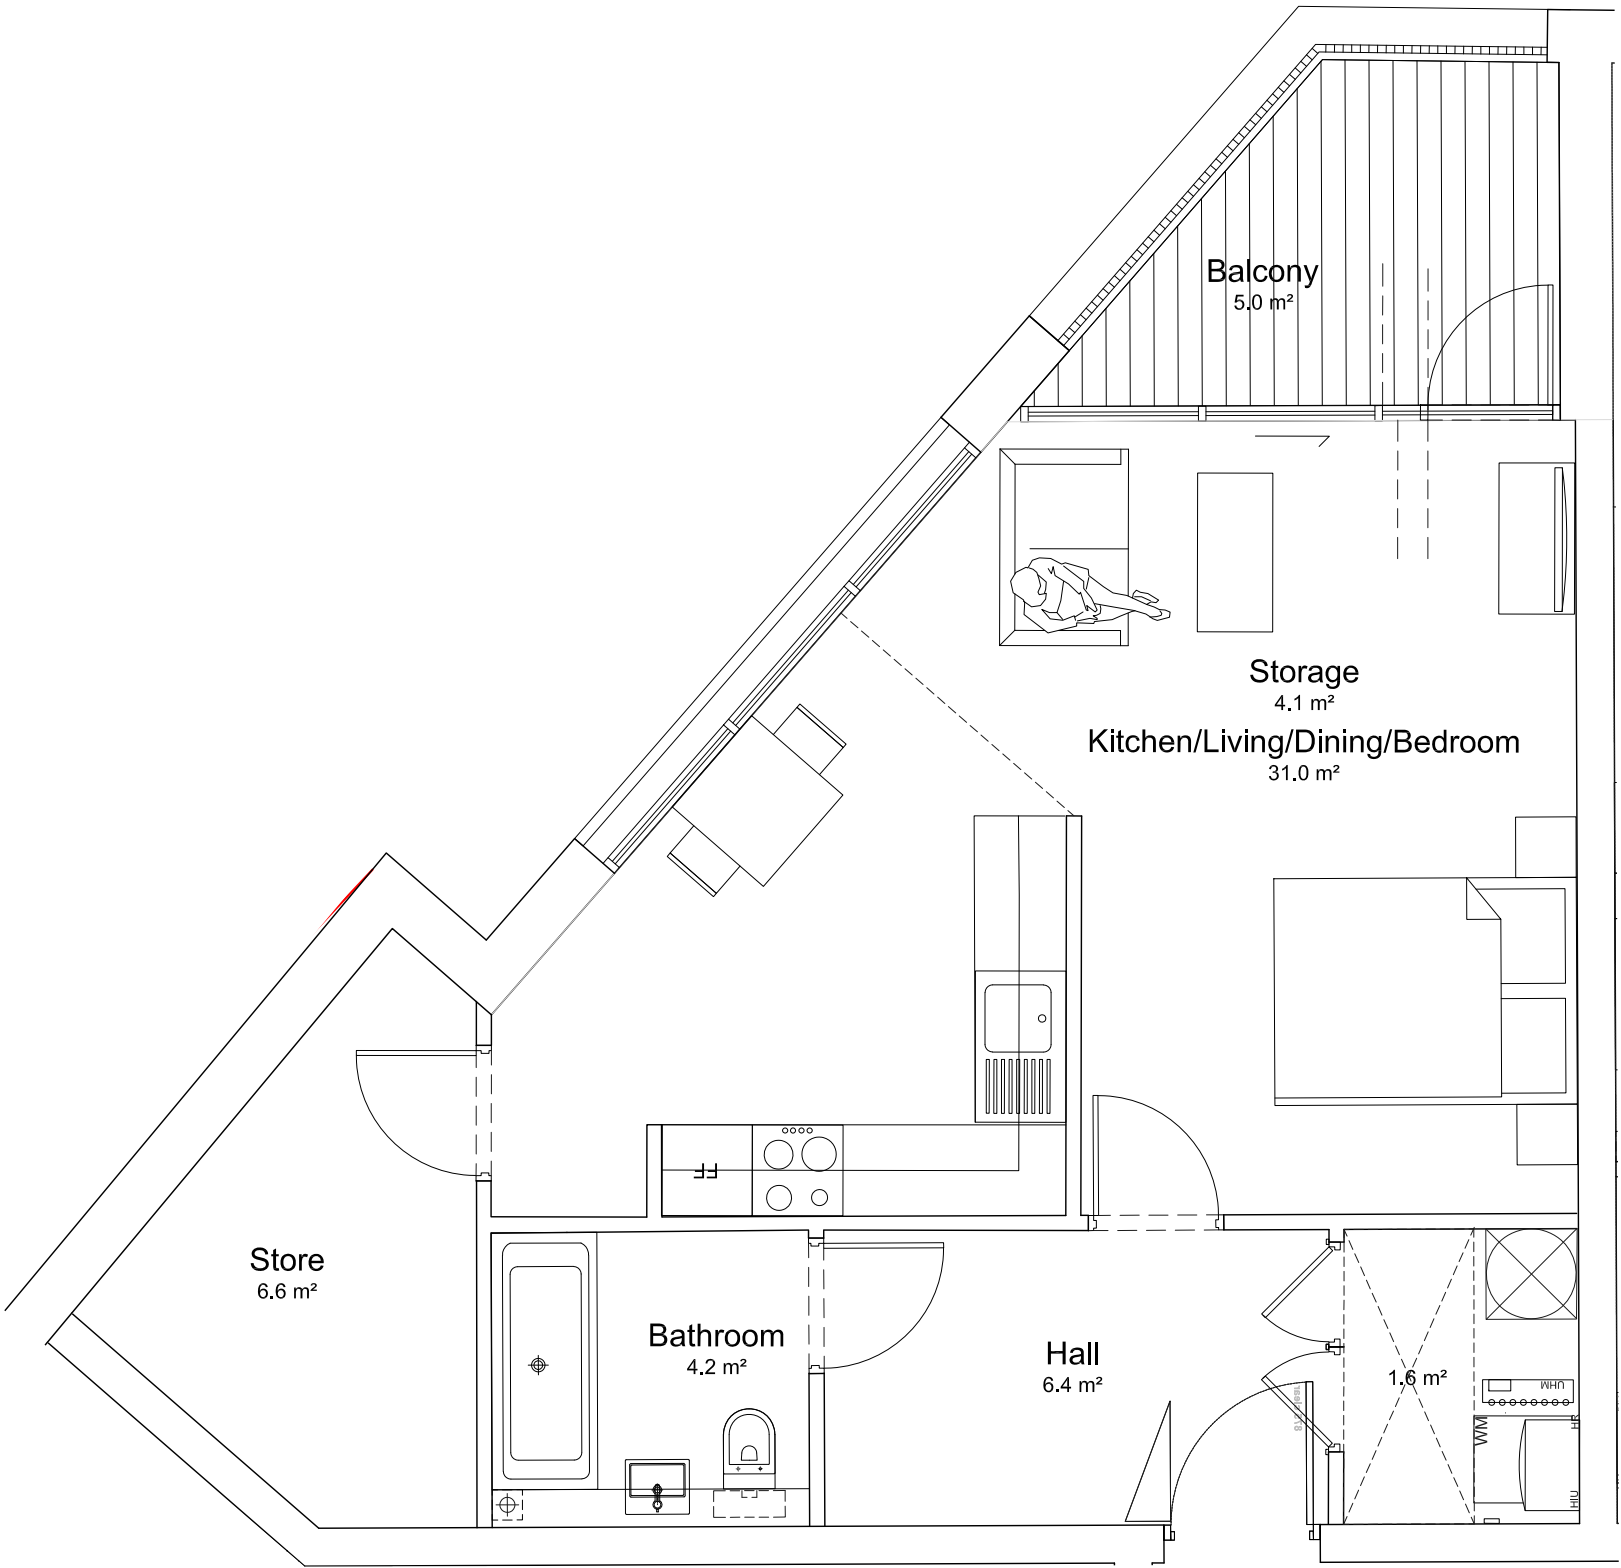 Balcony
5.0 m²
Storage
4.1 m²
Kitchen/Living/Dining/Bedroom
31.0 m²
FF
Store
6.6 m²
Bathroom
4.2 m²
Hall
6.4 m²
1.6 m²
UHM
WM
HIU